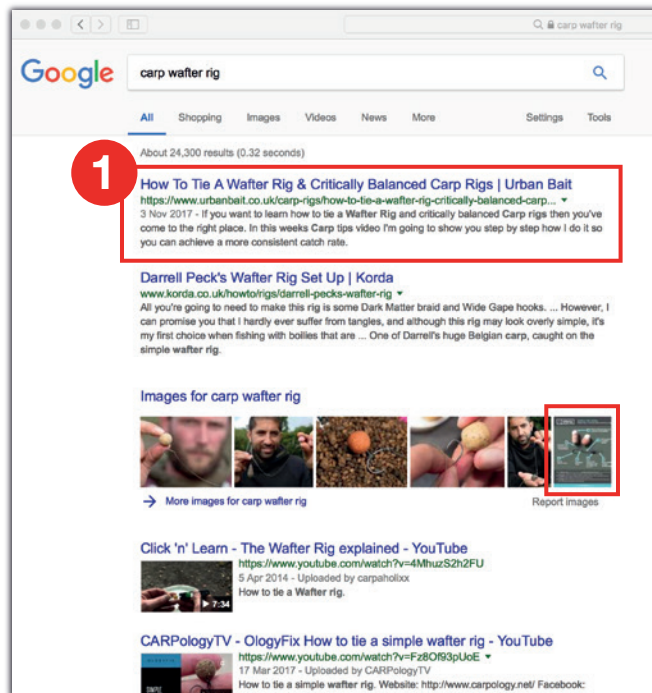 carp wafter rig
Google
carp wafter rig
All Shopping Images Videos News More Settings Tools
About 24,300 results (0.32 seconds)
1
How To Tie A Wafter Rig & Critically Balanced Carp Rigs | Urban Bait
https://www.urbanbait.co.uk/carp-rigs/how-to-tie-a-wafter-rig-critically-balanced-carp...
3 Nov 2017 - If you want to learn how to tie a Wafter Rig and critically balanced Carp rigs then you've
come to the right place. In this weeks Carp tips video I'm going to show you step by step how I do it so
you can achieve a more consistent catch rate.
Darrell Peck's Wafter Rig Set Up | Korda
www.korda.co.uk/howto/rigs/darrell-pecks-wafter-rig
All you're going to need to make this rig is some Dark Matter braid and Wide Gape hooks. ... However, I
can promise you that I hardly ever suffer from tangles, and although this rig may look overly simple, it's
my first choice when fishing with boilies that are ... One of Darrell's huge Belgian carp, caught on the
simple wafter rig.
Images for carp wafter rig
More images for carp wafter rig
Report images
Click 'n' Learn - The Wafter Rig explained - YouTube
https://www.youtube.com/watch?v=4MhuzS2h2FU
5 Apr 2014 - Uploaded by carpaholixx
How to tie a Wafter rig.
7:34
CARPologyTV - OlogyFix How to tie a simple wafter rig - YouTube
https://www.youtube.com/watch?v=Fz8Of93pUoE
17 Mar 2017 - Uploaded by CARPologyTV
How to tie a simple wafter rig. Website: http://www.carpology.net/ Facebook:
SIMPLE